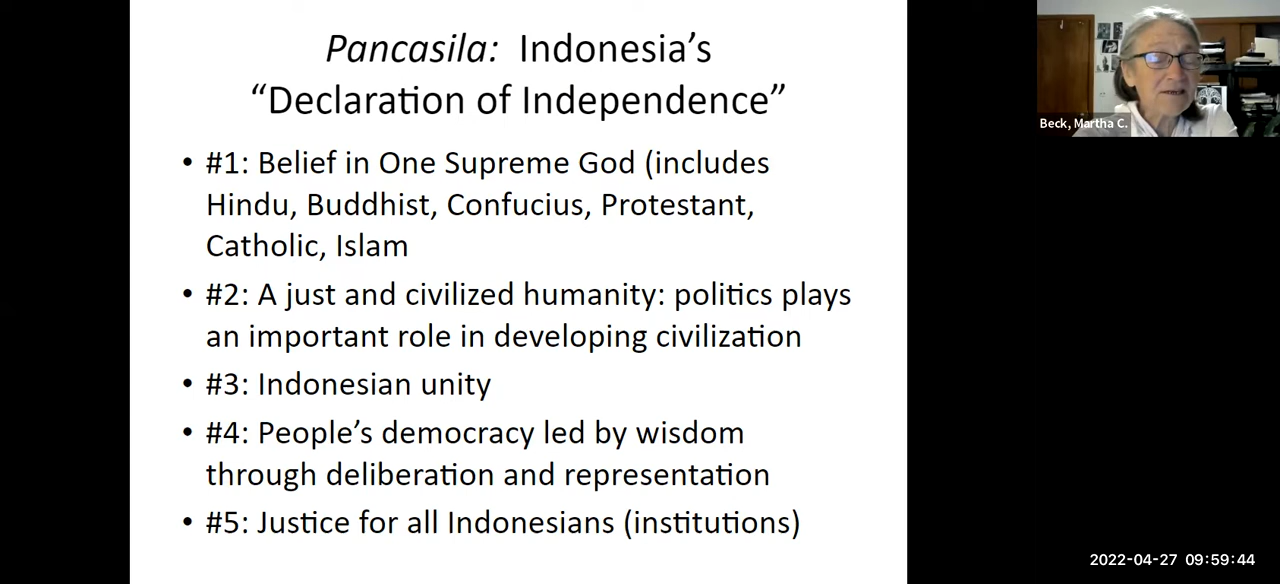 Pancasila: Indonesia’s
“Declaration of Independence”
• #1: Belief in One Supreme God (includes
Hindu, Buddhist, Confucius, Protestant,
Catholic, Islam
• #2: A just and civilized humanity: politics plays
an important role in developing civilization
• #3: Indonesian unity
• #4: People’s democracy led by wisdom
through deliberation and representation
• #5: Justice for all Indonesians (institutions)
Beck, Martha C.
2022-04-27 09:59:44